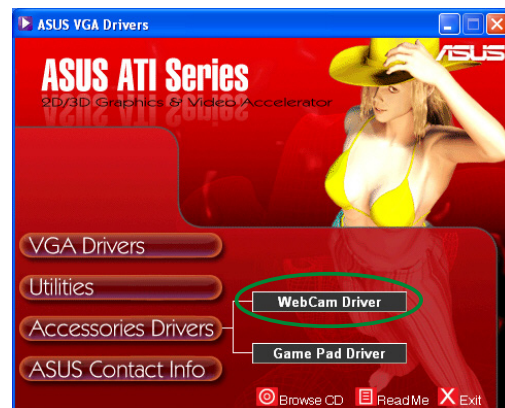 ASUS VGA Drivers
ASUS
ASUS ATI Series
2D/3D Graphics & Video Accelerator
VGA Drivers
Utilities
WebCam Driver
Accessories Drivers
Game Pad Driver
ASUS Contact Info
Browse CD
ReadMe
X Exit